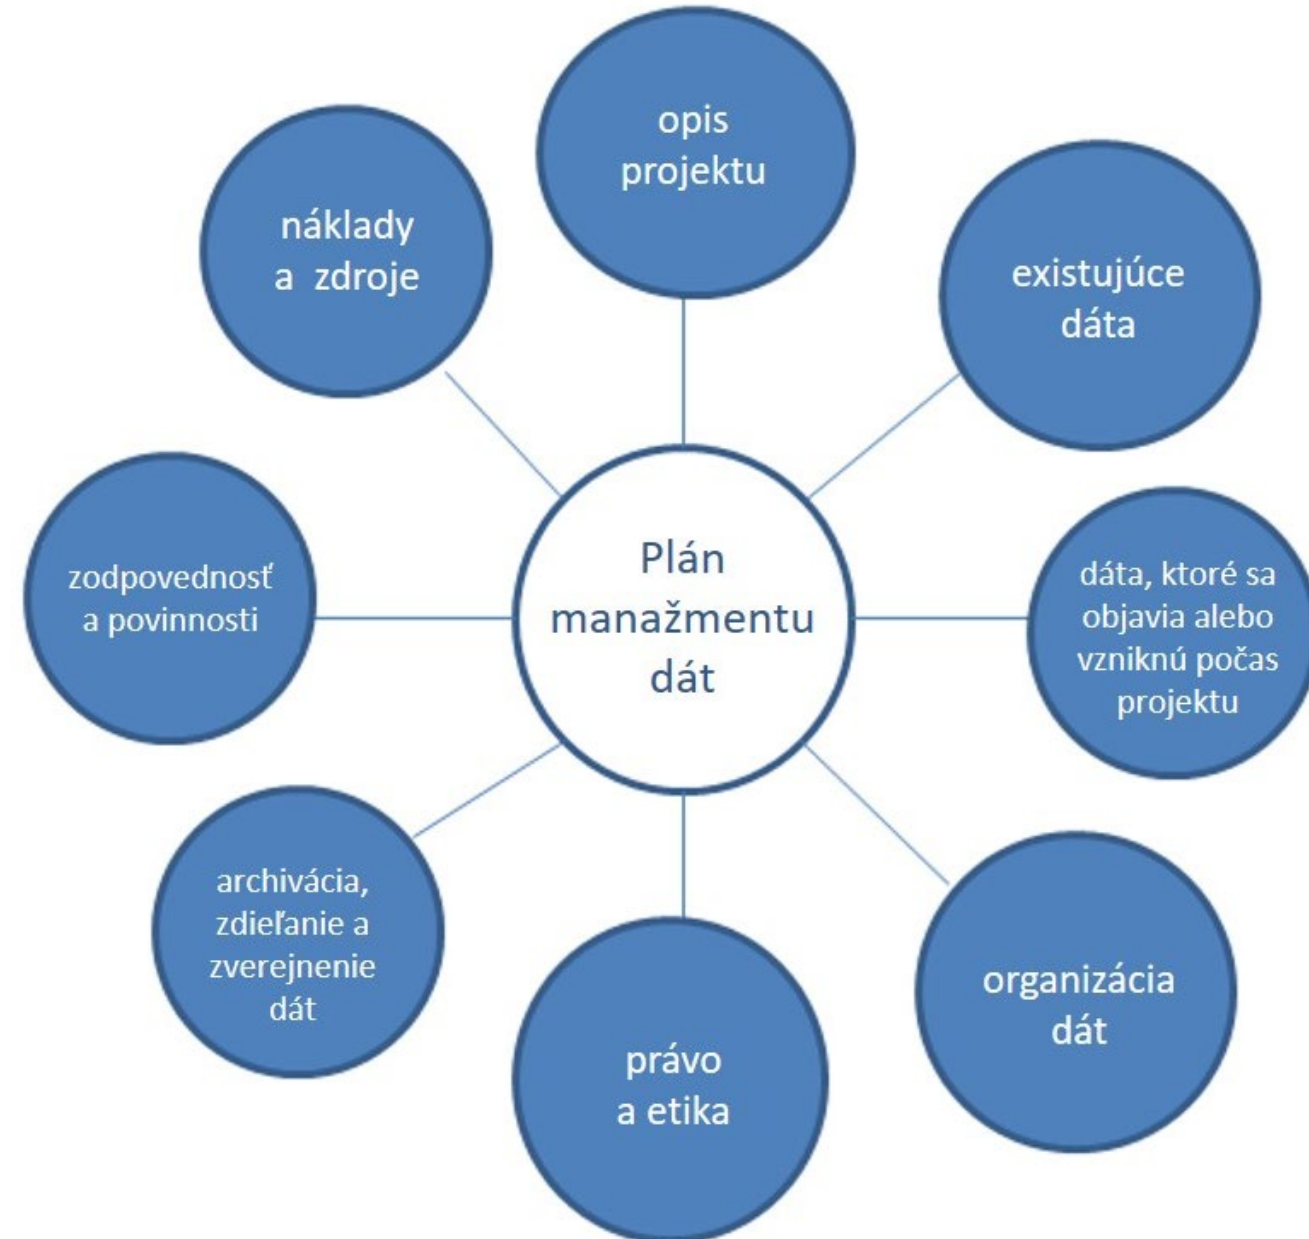 opis
projektu
existujúce
dáta
dáta, ktoré sa
objavia alebo
vzniknú počas
projektu
organizácia
dát
právo
a etika
archivácia,
zdieľanie a
zverejnenie
dát
zodpovednosť
a povinnosti
náklady
a  zdroje
Plán
manažmentu
dát